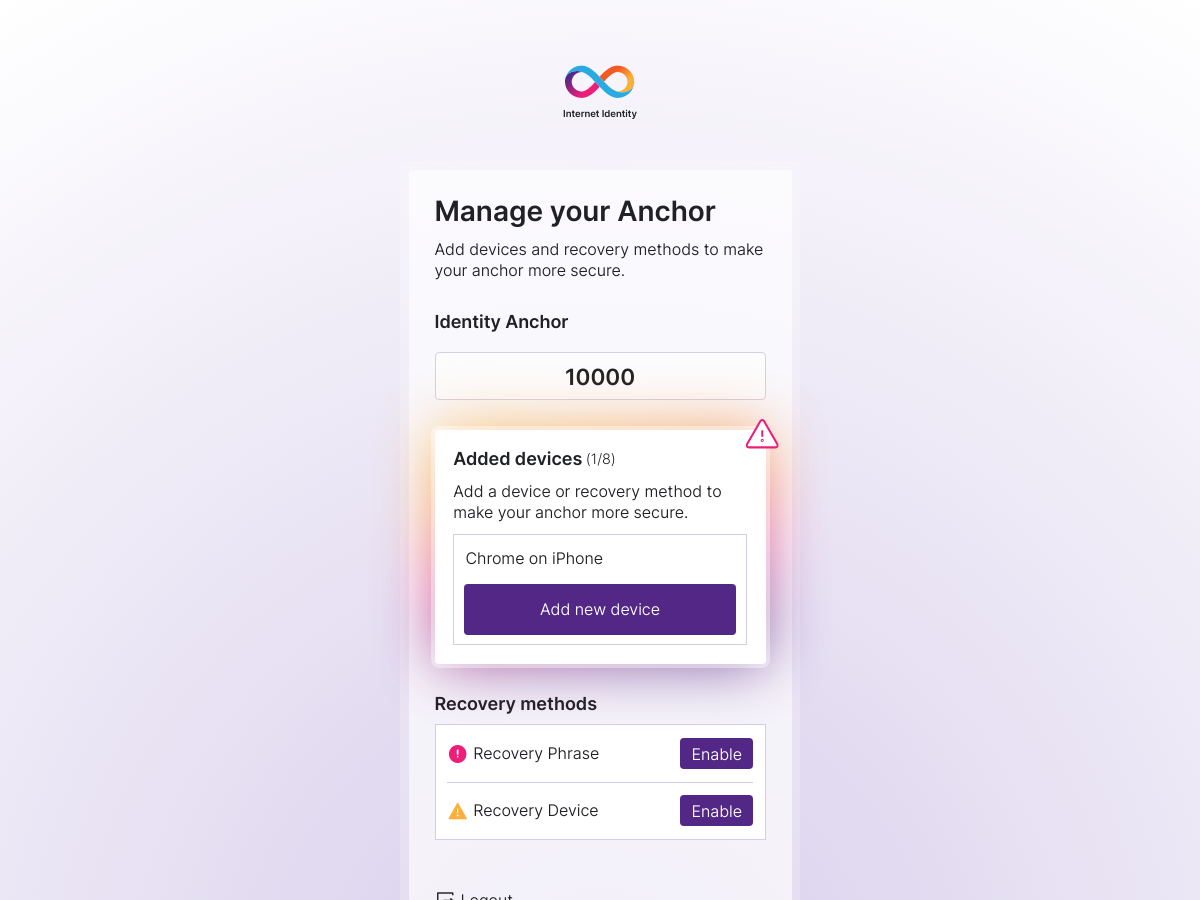 Internet Identity
Manage your Anchor
Add devices and recovery methods to make
your anchor more secure.
Identity Anchor
10000
Added devices (1/8)
Add a device or recovery method to
make your anchor more secure.
Chrome on iPhone
Add new device
Recovery methods
Recovery Phrase Enable
Recovery Device Enable
Logout